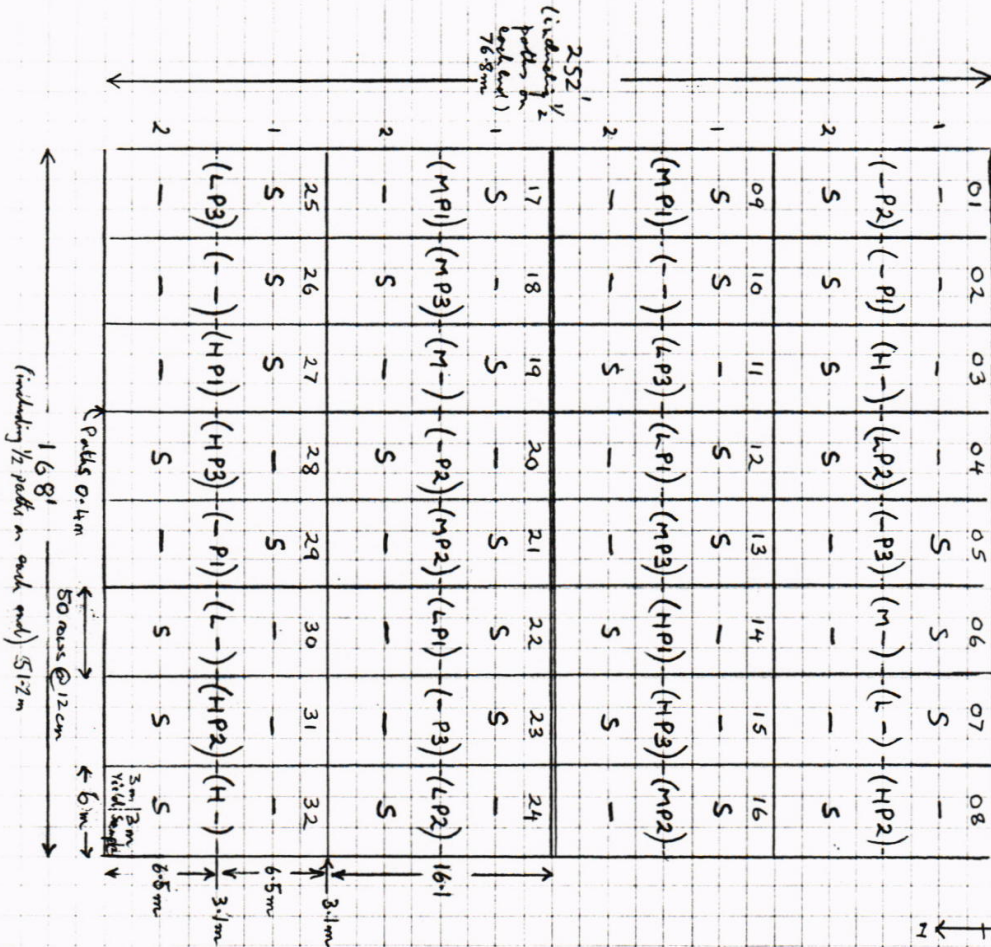 01 02 03 04 05 06 07 08
1 - - - - S S S -
(-P2) (-P1) (H-) (LP2) (-P3) (M-) (L-) (HP2)
2 S S S S - - - S
09 10 11 12 13 14 15 16
1 S S - S S - - S
(MP1) (--) (LP3) (LP1) (MP3) (HP1) (HP3) (MP2)
2 - - S - - S S -
252'
(including 1/2
paths on
each end)
76.8m
17 18 19 20 21 22 23 24
1 S - S - S S S -
(MP1) (MP3) (M-) (-P2) (MP2) (LP1) (-P3) (LP2)
16.1
2 - S - S - - - S
3.1m
25 26 27 28 29 30 31 32
1 S S S - S - - -
6.5m
(LP3) (--) (HP1) (HP3) (-P1) (L-) (HP2) (H-)
3.1m
2 - - - S - S S S
6.5m
3m 3m
Yield Sample
Paths 0.4m
50 rows @ 12cm
6m
168'
(including 1/2 paths on each end) 51.2m